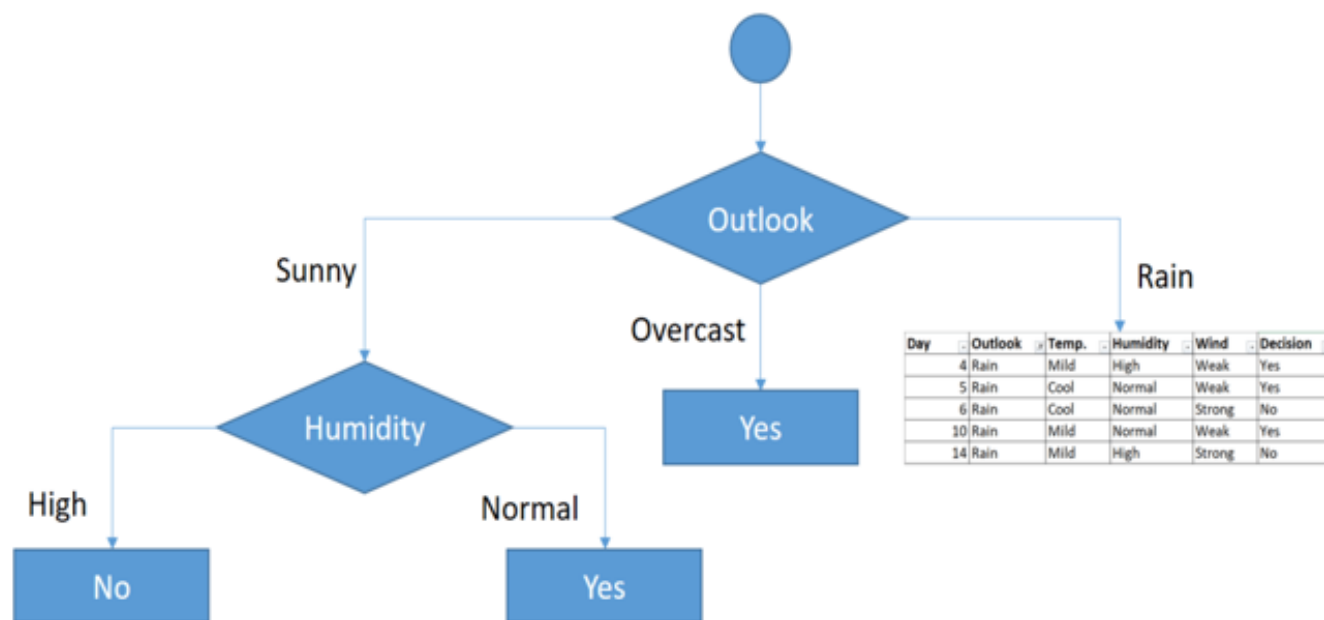 Outlook
Sunny
Rain
Overcast
Day Outlook Temp. Humidity Wind Decision
4 Rain Mild High Weak Yes
5 Rain Cool Normal Weak Yes
6 Rain Cool Normal Strong No
10 Rain Mild Normal Weak Yes
14 Rain Mild High Strong No
Humidity
Yes
High
Normal
No
Yes